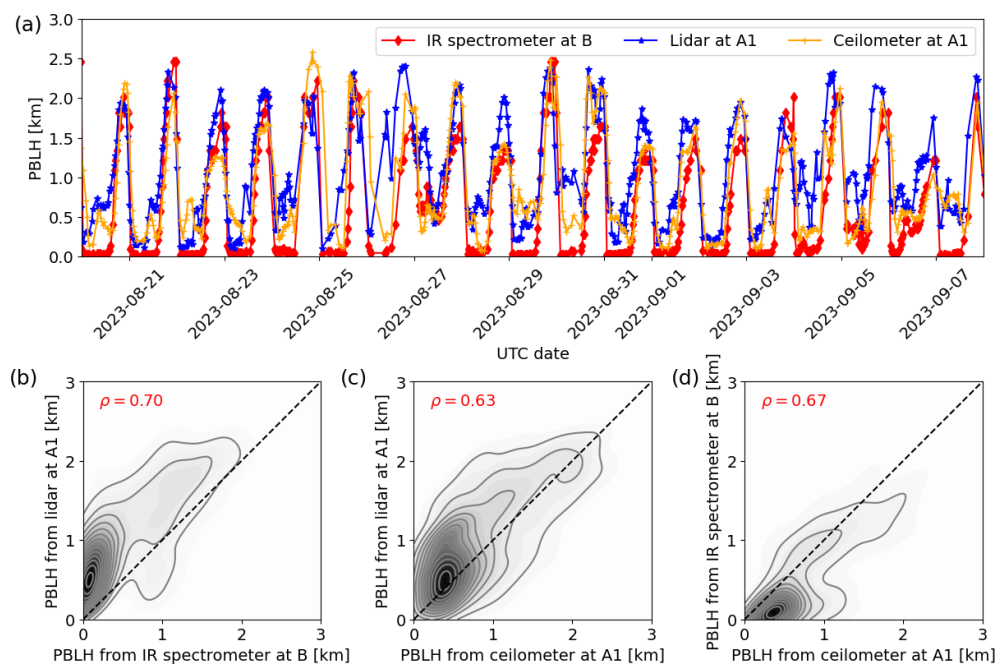 (a)
PBLH [km]
3.0
2.5
2.0
1.5
1.0
0.5
0.0
IR spectrometer at B
Lidar at A1
Ceilometer at A1
2023-08-21
2023-08-23
2023-08-25
2023-08-27
2023-08-29
2023-08-31
2023-09-01
2023-09-03
2023-09-05
2023-09-07
UTC date
(b)
ρ = 0.70
PBLH from lidar at A1 [km]
3
2
1
0
0 1 2 3
PBLH from IR spectrometer at B [km]
(c)
ρ = 0.63
PBLH from lidar at A1 [km]
3
2
1
0
0 1 2 3
PBLH from ceilometer at A1 [km]
(d)
ρ = 0.67
PBLH from IR spectrometer at B [km]
3
2
1
0
0 1 2 3
PBLH from ceilometer at A1 [km]